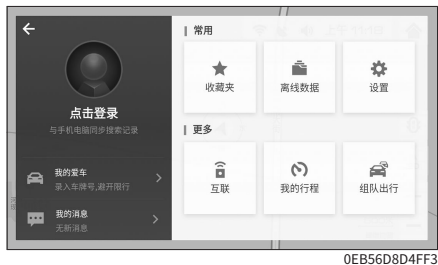 常用
收藏夹
离线数据
设置
点击登录
与手机电脑同步搜索记录
更多
我的爱车
录入车牌号,避开限行
互联
我的行程
组队出行
我的消息
无新消息
0EB56D8D4FF3